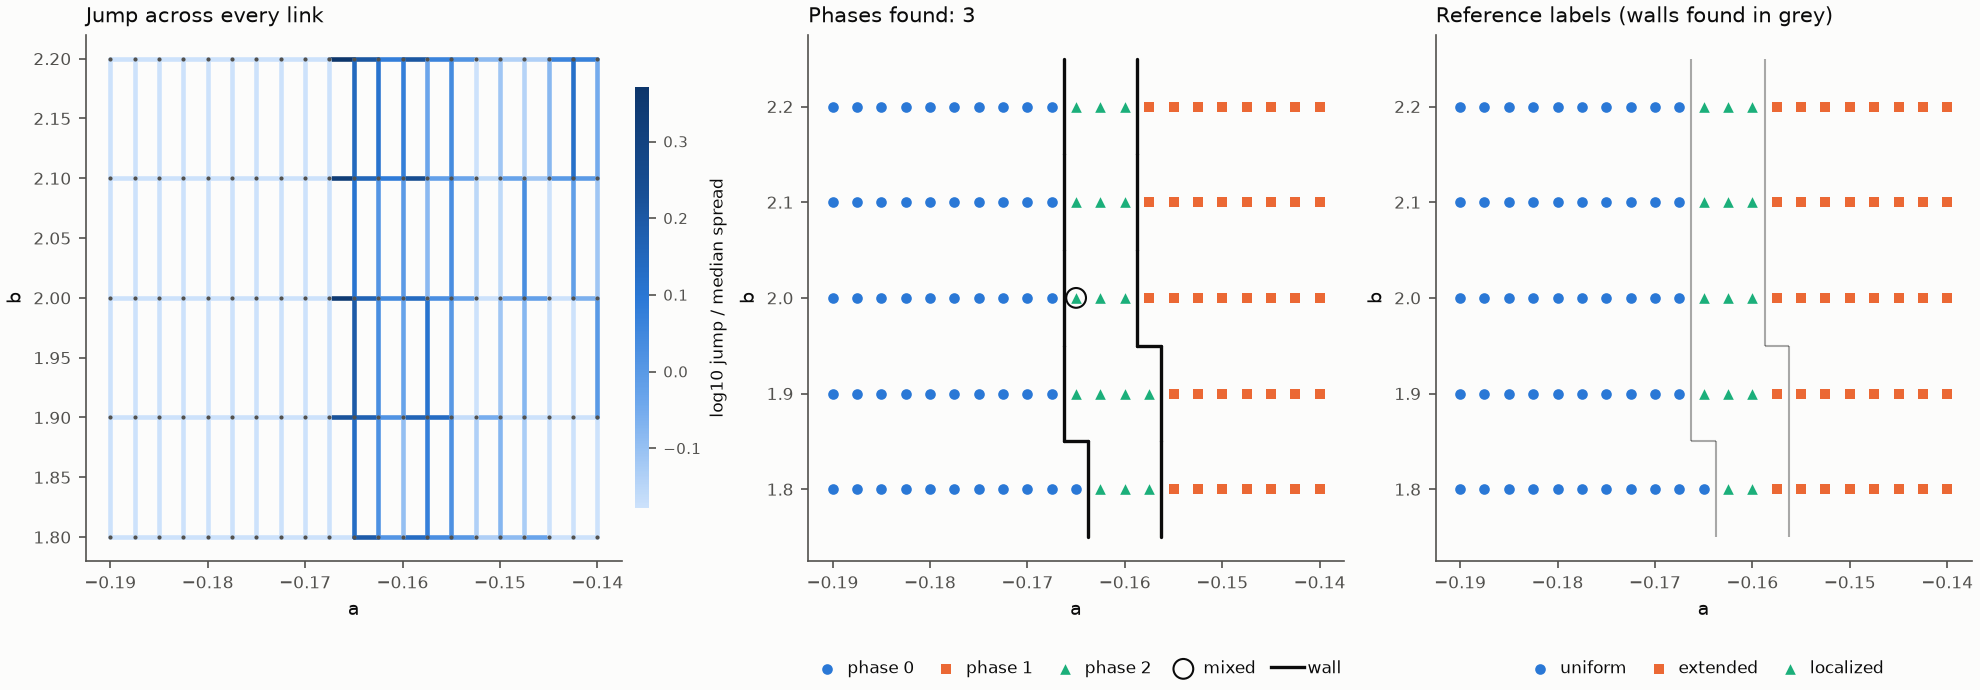 Jump across every link
2.20
2.15
2.10
2.05
2.00
1.95
1.90
1.85
1.80
b
−0.19
−0.18
−0.17
−0.16
−0.15
−0.14
a
0.3
0.2
0.1
0.0
−0.1
log10 jump / median spread
Phases found: 3
2.2
2.1
2.0
1.9
1.8
b
−0.19
−0.18
−0.17
−0.16
−0.15
−0.14
a
phase 0
phase 1
phase 2
mixed
wall
Reference labels (walls found in grey)
2.2
2.1
2.0
1.9
1.8
b
−0.19
−0.18
−0.17
−0.16
−0.15
−0.14
a
uniform
extended
localized